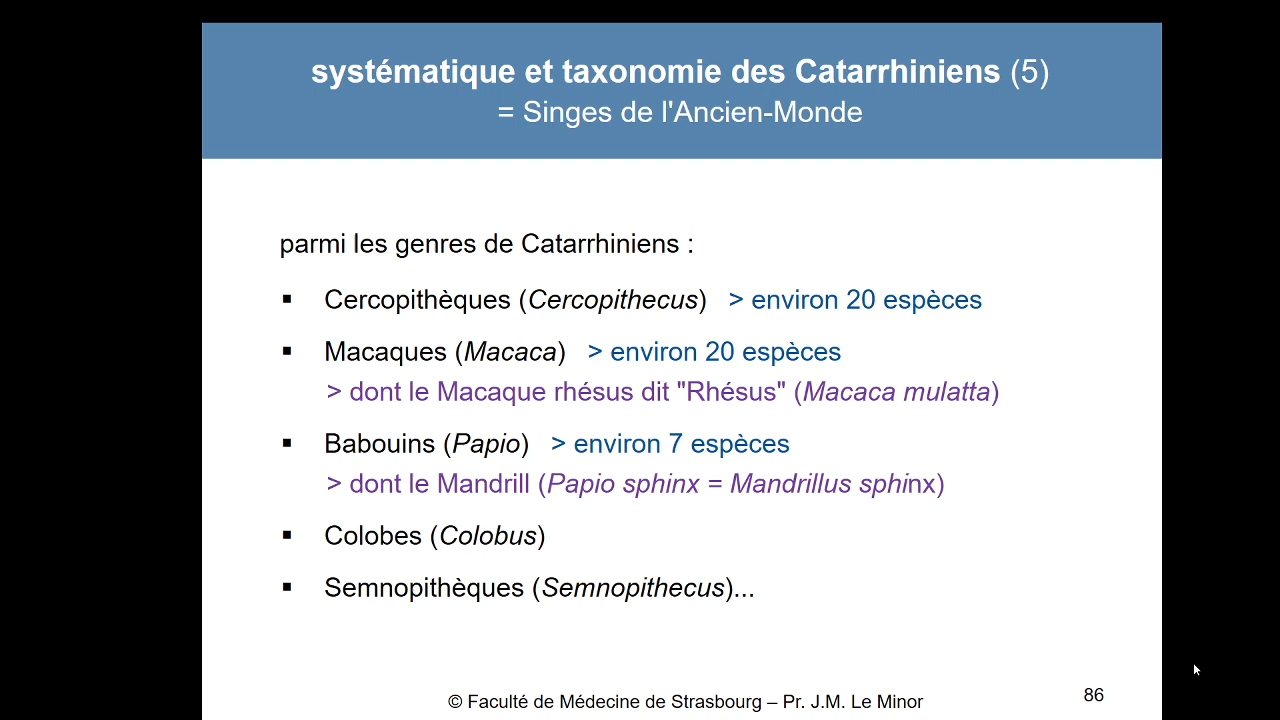 systématique et taxonomie des Catarrhiniens (5)
= Singes de l'Ancien-Monde
parmi les genres de Catarrhiniens :
▪ Cercopithèques (Cercopithecus) > environ 20 espèces
▪ Macaques (Macaca) > environ 20 espèces
> dont le Macaque rhésus dit "Rhésus" (Macaca mulatta)
▪ Babouins (Papio) > environ 7 espèces
> dont le Mandrill (Papio sphinx = Mandrillus sphinx)
▪ Colobes (Colobus)
▪ Semnopithèques (Semnopithecus)...
© Faculté de Médecine de Strasbourg – Pr. J.M. Le Minor
86